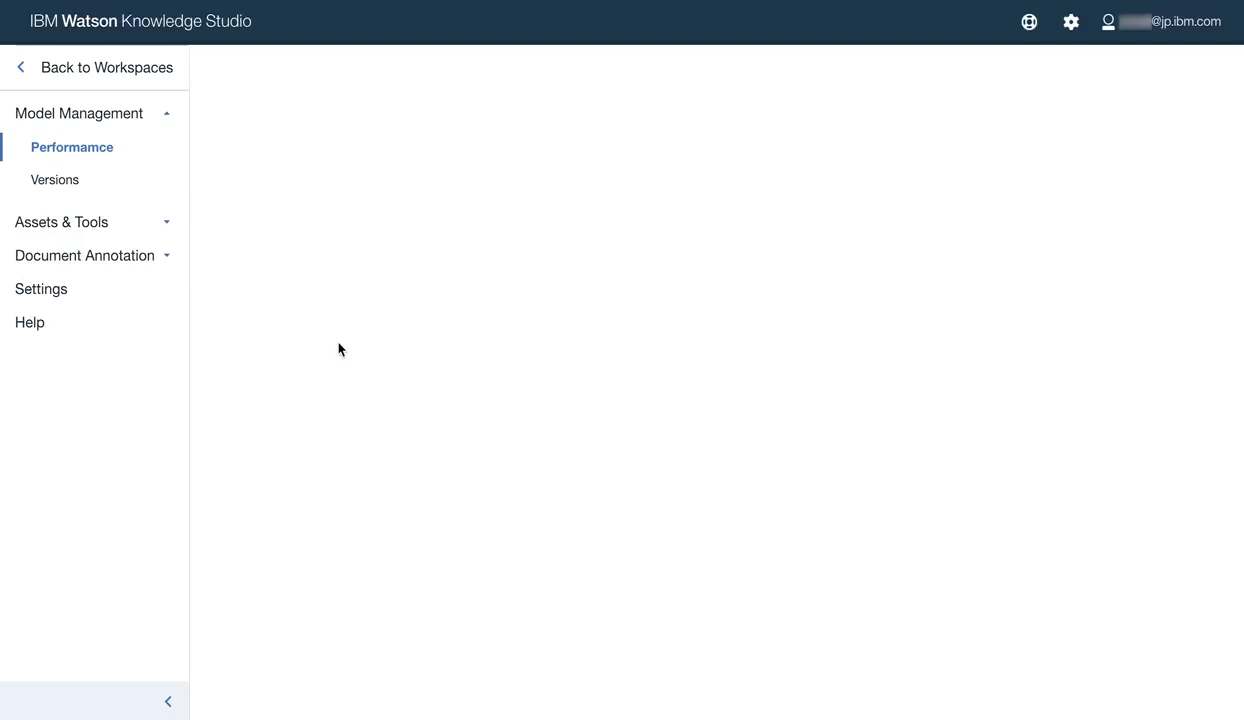 IBM Watson Knowledge Studio
@jp.ibm.com
Back to Workspaces
Model Management
Performamce
Versions
Assets & Tools
Document Annotation
Settings
Help